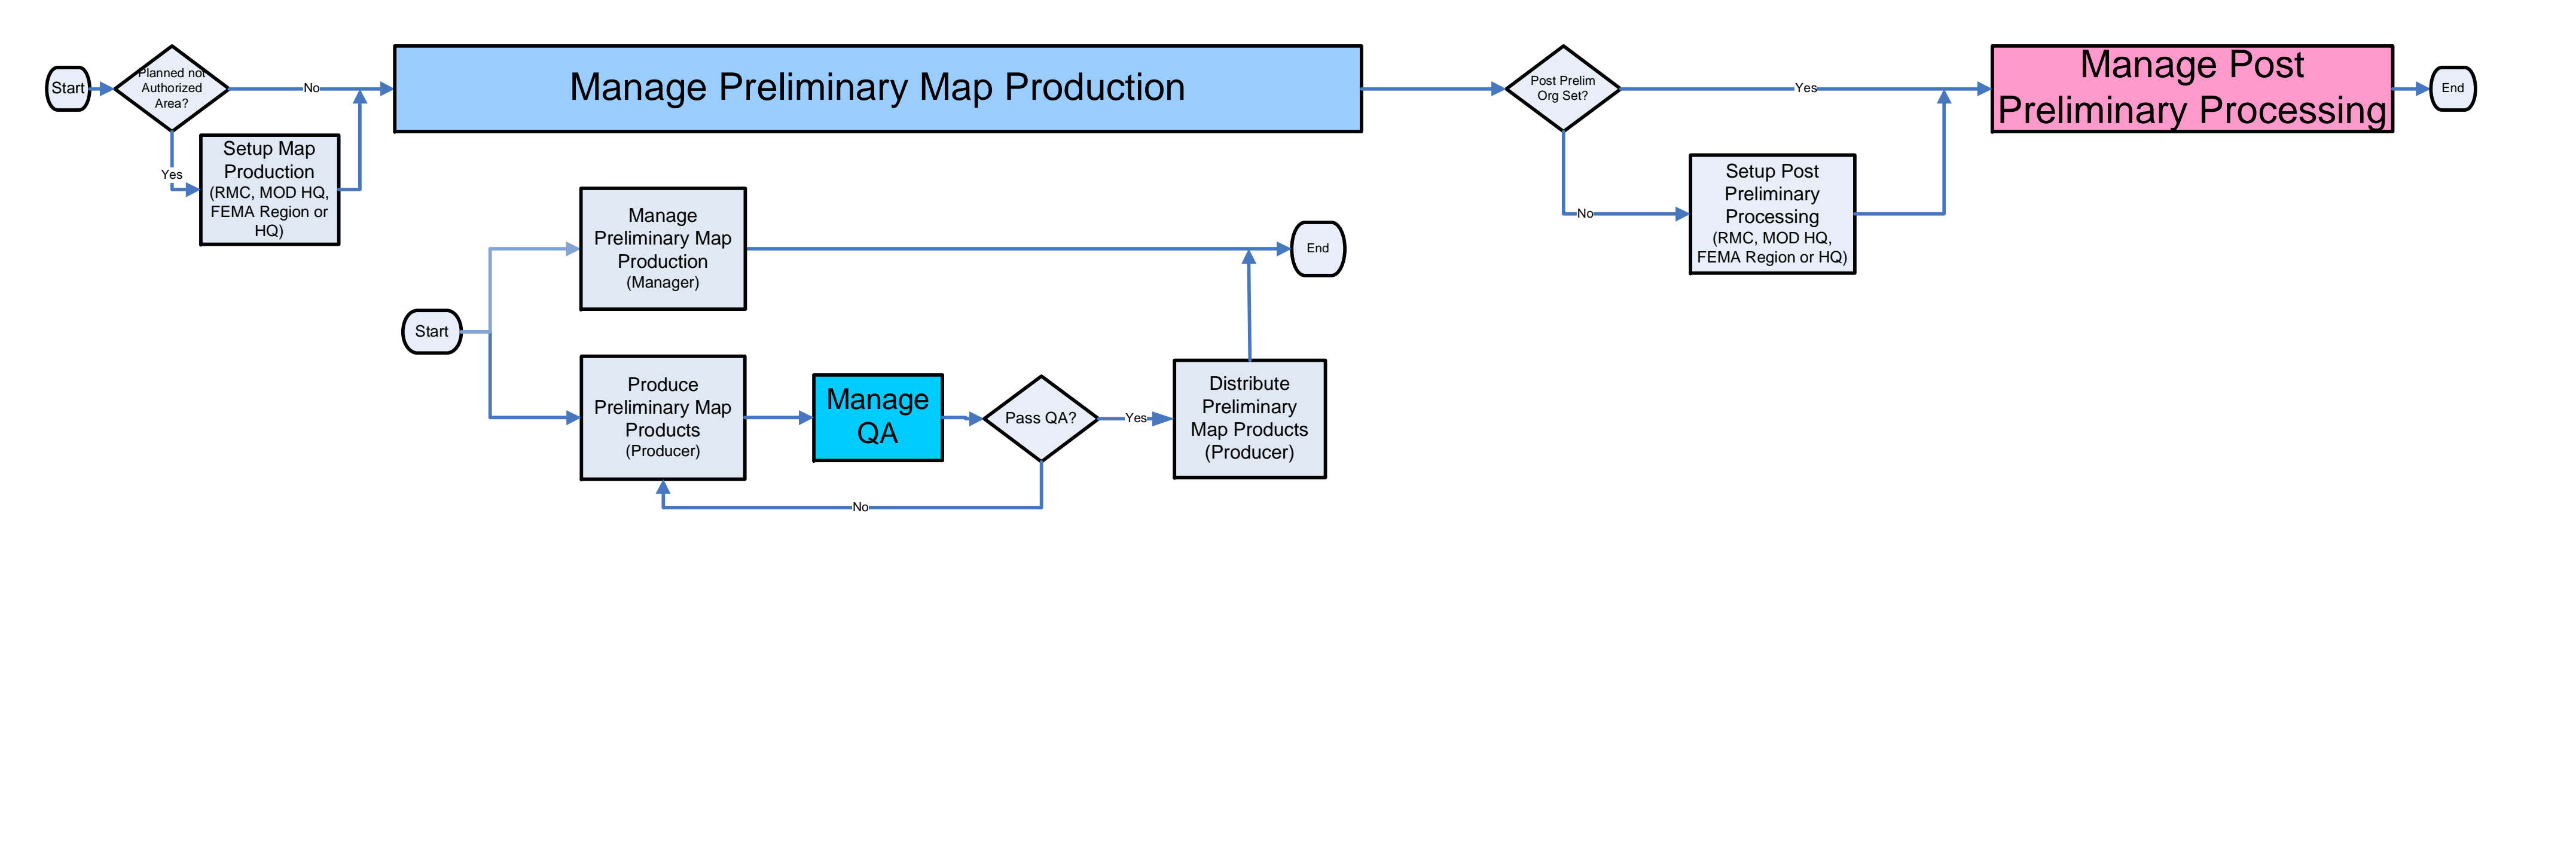 Start
Planned not
Authorized
Area?
No
Yes
Setup Map
Production
(RMC, MOD HQ,
FEMA Region or
HQ)
Manage Preliminary Map Production
Post Prelim
Org Set?
Yes
No
Setup Post
Preliminary
Processing
(RMC, MOD HQ,
FEMA Region or HQ)
Manage Post
Preliminary Processing
End
Start
Manage
Preliminary Map
Production
(Manager)
End
Produce
Preliminary Map
Products
(Producer)
Manage
QA
Pass QA?
Yes
No
Distribute
Preliminary
Map Products
(Producer)